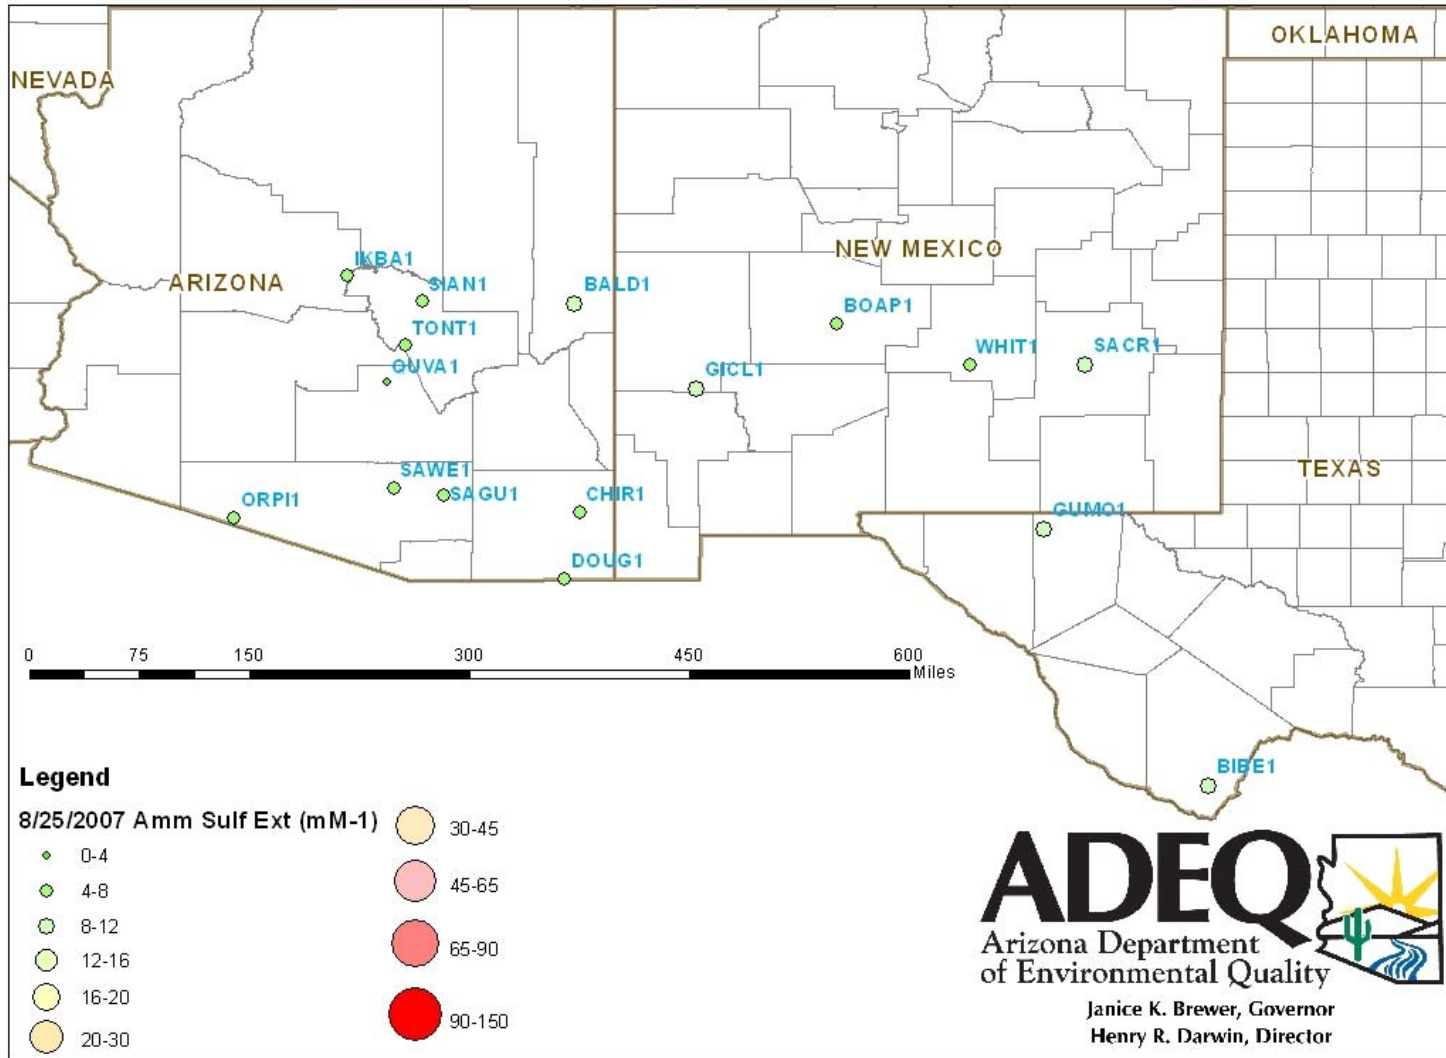 OKLAHOMA
NEVADA
NEW MEXICO
IKBA1
ARIZONA
SIAN1
BALD1
BOAP1
TONT1
WHIT1
SACR1
QUVA1
GICL1
SAWE1
TEXAS
ORPI1
SAGU1
CHIR1
GUMO1
DOUG1
0 75 150 300 450 600
Miles
BIBE1
Legend
8/25/2007 Amm Sulf Ext (mM-1)
0-4
4-8
8-12
12-16
16-20
20-30
30-45
45-65
65-90
90-150
ADEQ
Arizona Department
of Environmental Quality
Janice K. Brewer, Governor
Henry R. Darwin, Director